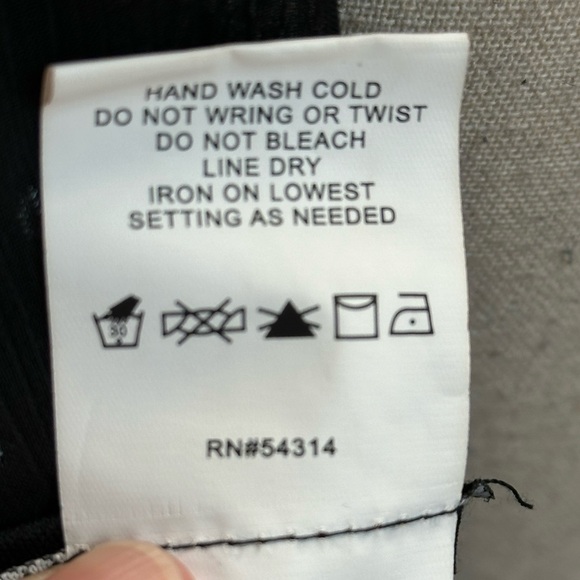 HAND WASH COLD
DO NOT WRING OR TWIST
DO NOT BLEACH
LINE DRY
IRON ON LOWEST
SETTING AS NEEDED
30
RN#54314